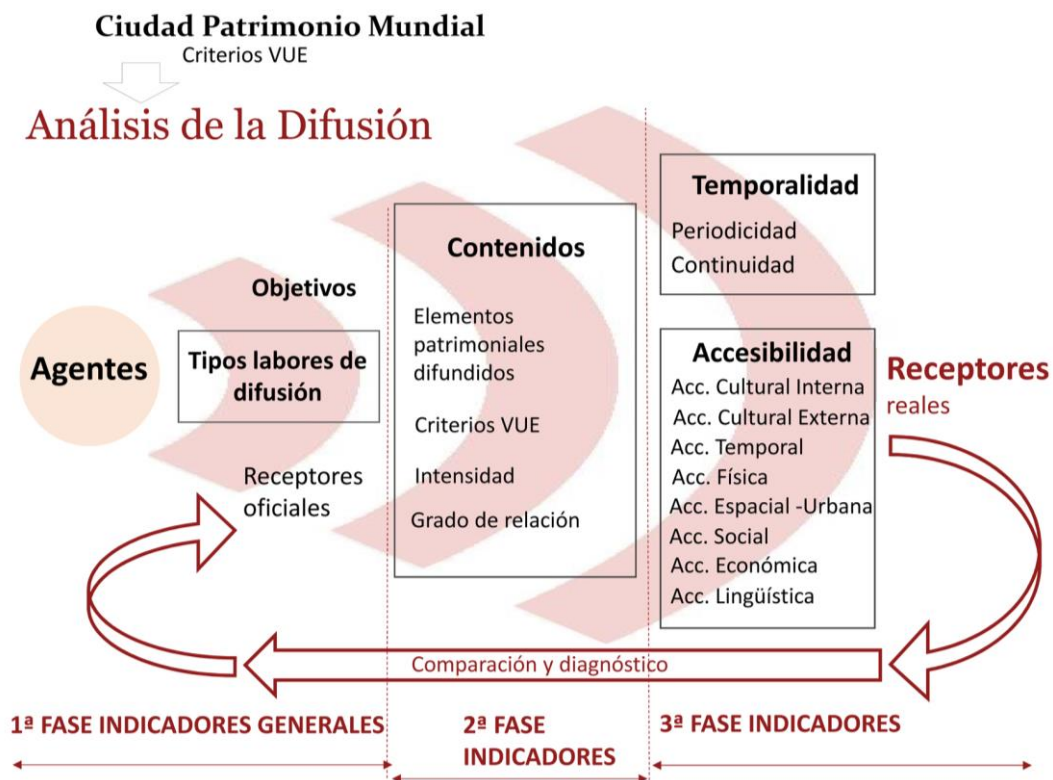 Ciudad Patrimonio Mundial
Criterios VUE
Análisis de la Difusión
Agentes
Objetivos
Tipos labores de
difusión
Receptores
oficiales
Contenidos
Elementos
patrimoniales
difundidos
Criterios VUE
Intensidad
Grado de relación
Temporalidad
Periodicidad
Continuidad
Accesibilidad
Acc. Cultural Interna
Acc. Cultural Externa
Acc. Temporal
Acc. Física
Acc. Espacial -Urbana
Acc. Social
Acc. Económica
Acc. Lingüística
Receptores
reales
Comparación y diagnóstico
1ª FASE INDICADORES GENERALES
2ª FASE
INDICADORES
3ª FASE INDICADORES